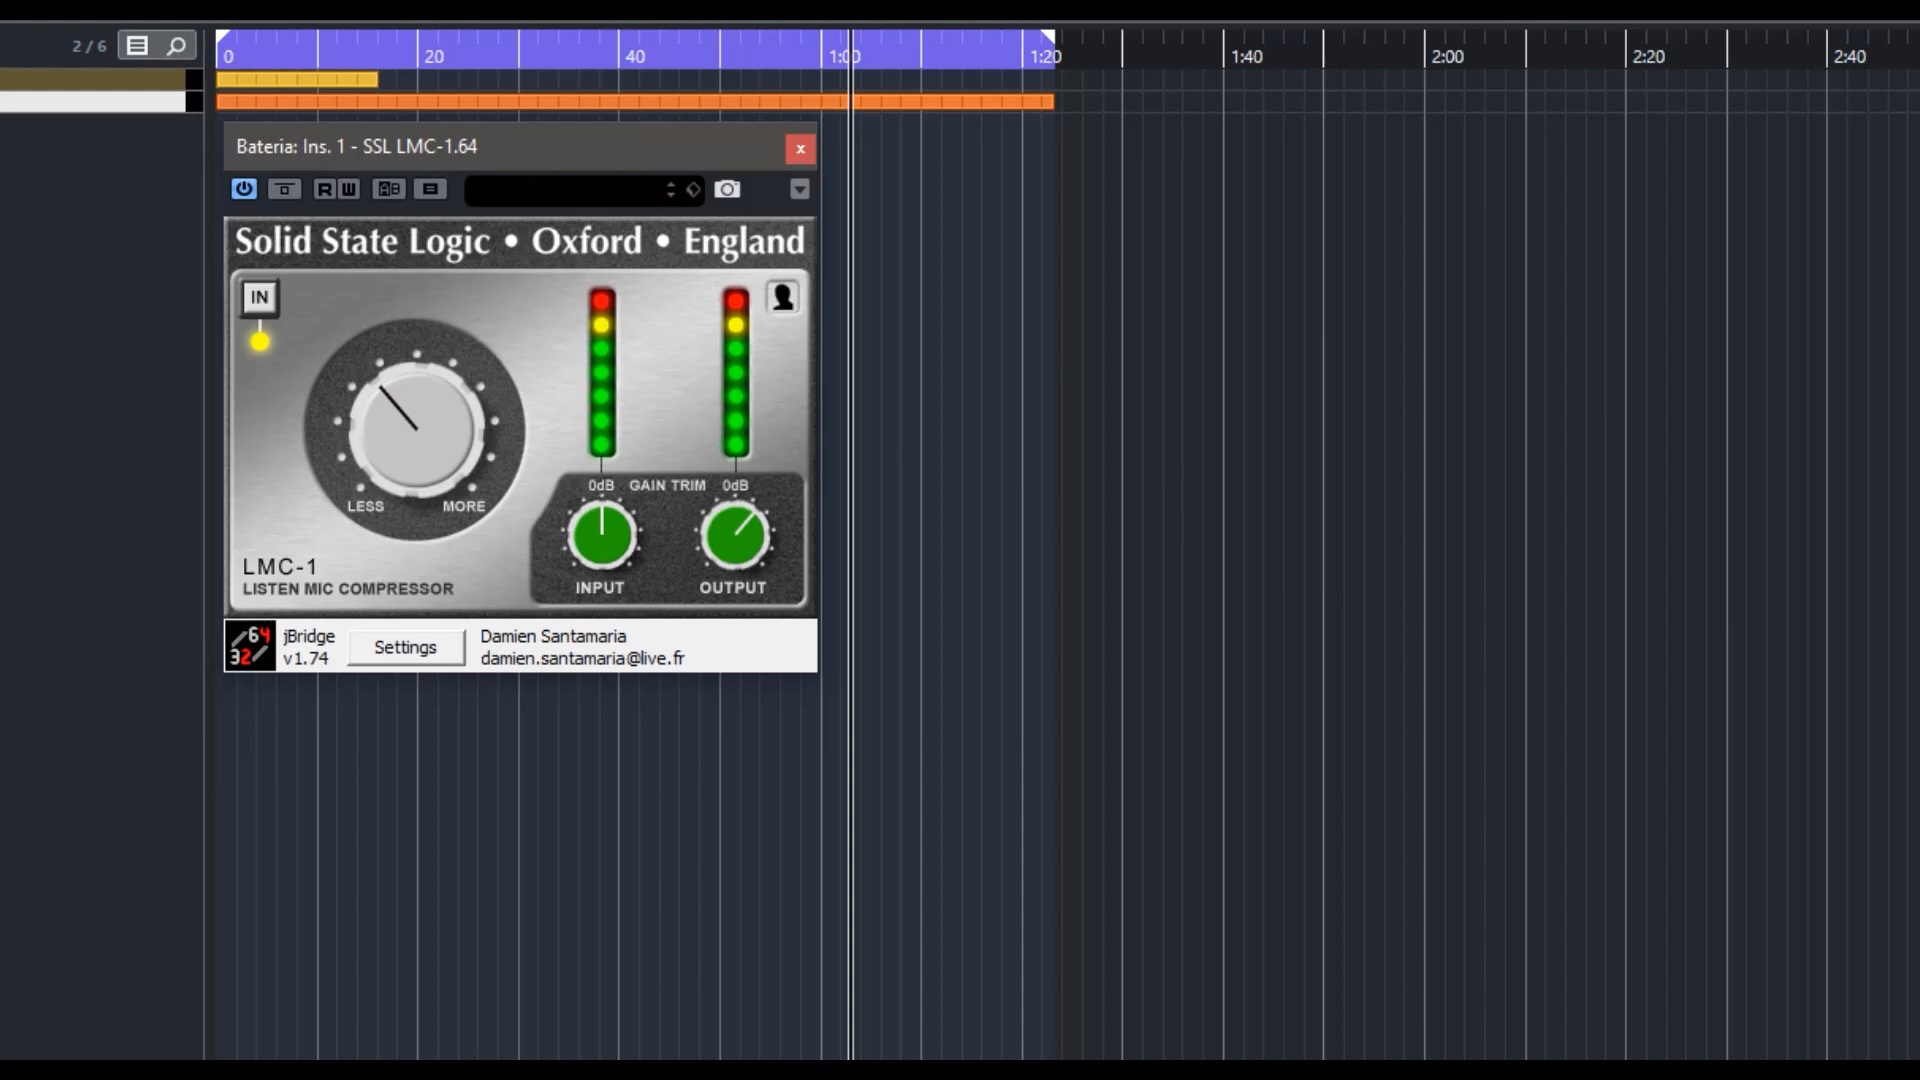 2 / 6
0 20 40 1:00 1:20 1:40 2:00 2:20 2:40
Bateria: Ins. 1 - SSL LMC-1.64
x
R W AB
Solid State Logic • Oxford • England
IN
LESS MORE
0dB GAIN TRIM 0dB
INPUT OUTPUT
LMC-1
LISTEN MIC COMPRESSOR
64
32
jBridge
v1.74
Settings
Damien Santamaria
damien.santamaria@live.fr